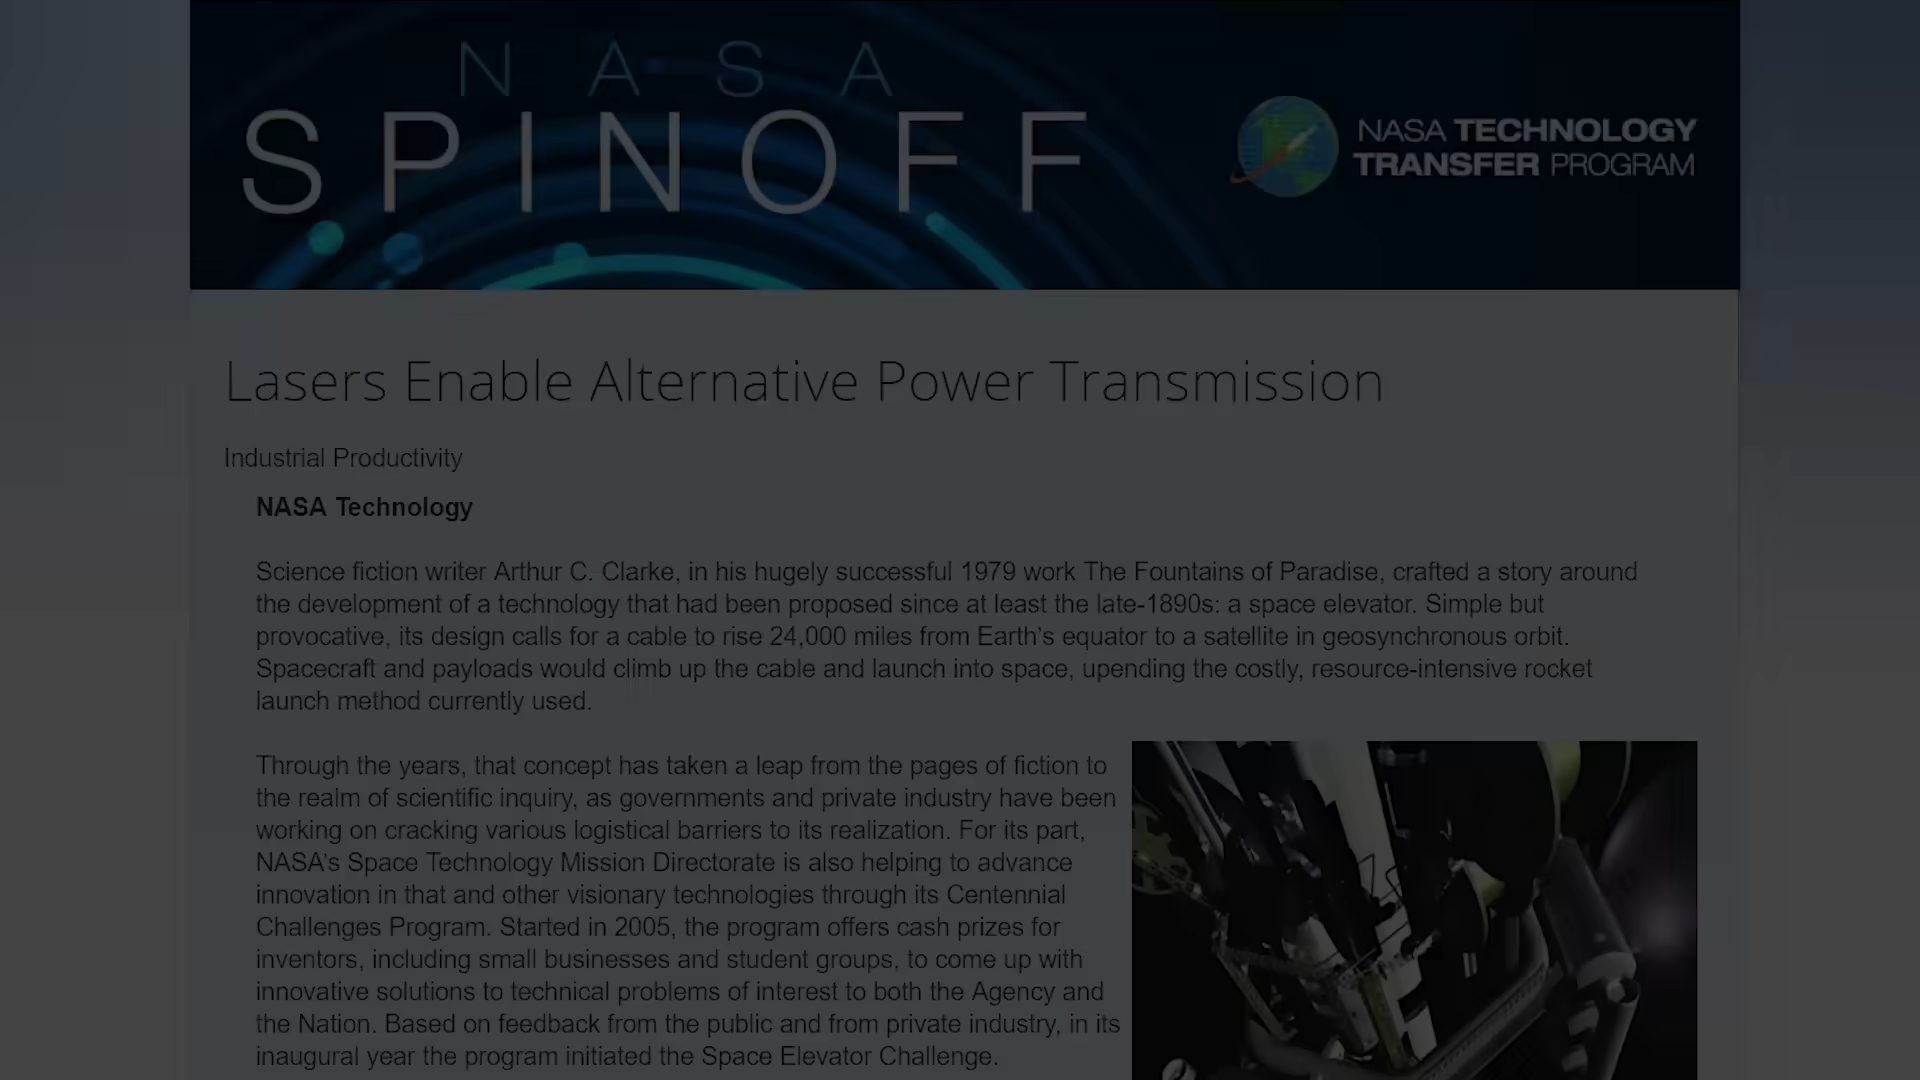 NASA
SPINOFF
NASA TECHNOLOGY
TRANSFER PROGRAM
Lasers Enable Alternative Power Transmission
Industrial Productivity
NASA Technology
Science fiction writer Arthur C. Clarke, in his hugely successful 1979 work The Fountains of Paradise, crafted a story around
the development of a technology that had been proposed since at least the late-1890s: a space elevator. Simple but
provocative, its design calls for a cable to rise 24,000 miles from Earth's equator to a satellite in geosynchronous orbit.
Spacecraft and payloads would climb up the cable and launch into space, upending the costly, resource-intensive rocket
launch method currently used.
Through the years, that concept has taken a leap from the pages of fiction to
the realm of scientific inquiry, as governments and private industry have been
working on cracking various logistical barriers to its realization. For its part,
NASA's Space Technology Mission Directorate is also helping to advance
innovation in that and other visionary technologies through its Centennial
Challenges Program. Started in 2005, the program offers cash prizes for
inventors, including small businesses and student groups, to come up with
innovative solutions to technical problems of interest to both the Agency and
the Nation. Based on feedback from the public and from private industry, in its
inaugural year the program initiated the Space Elevator Challenge.